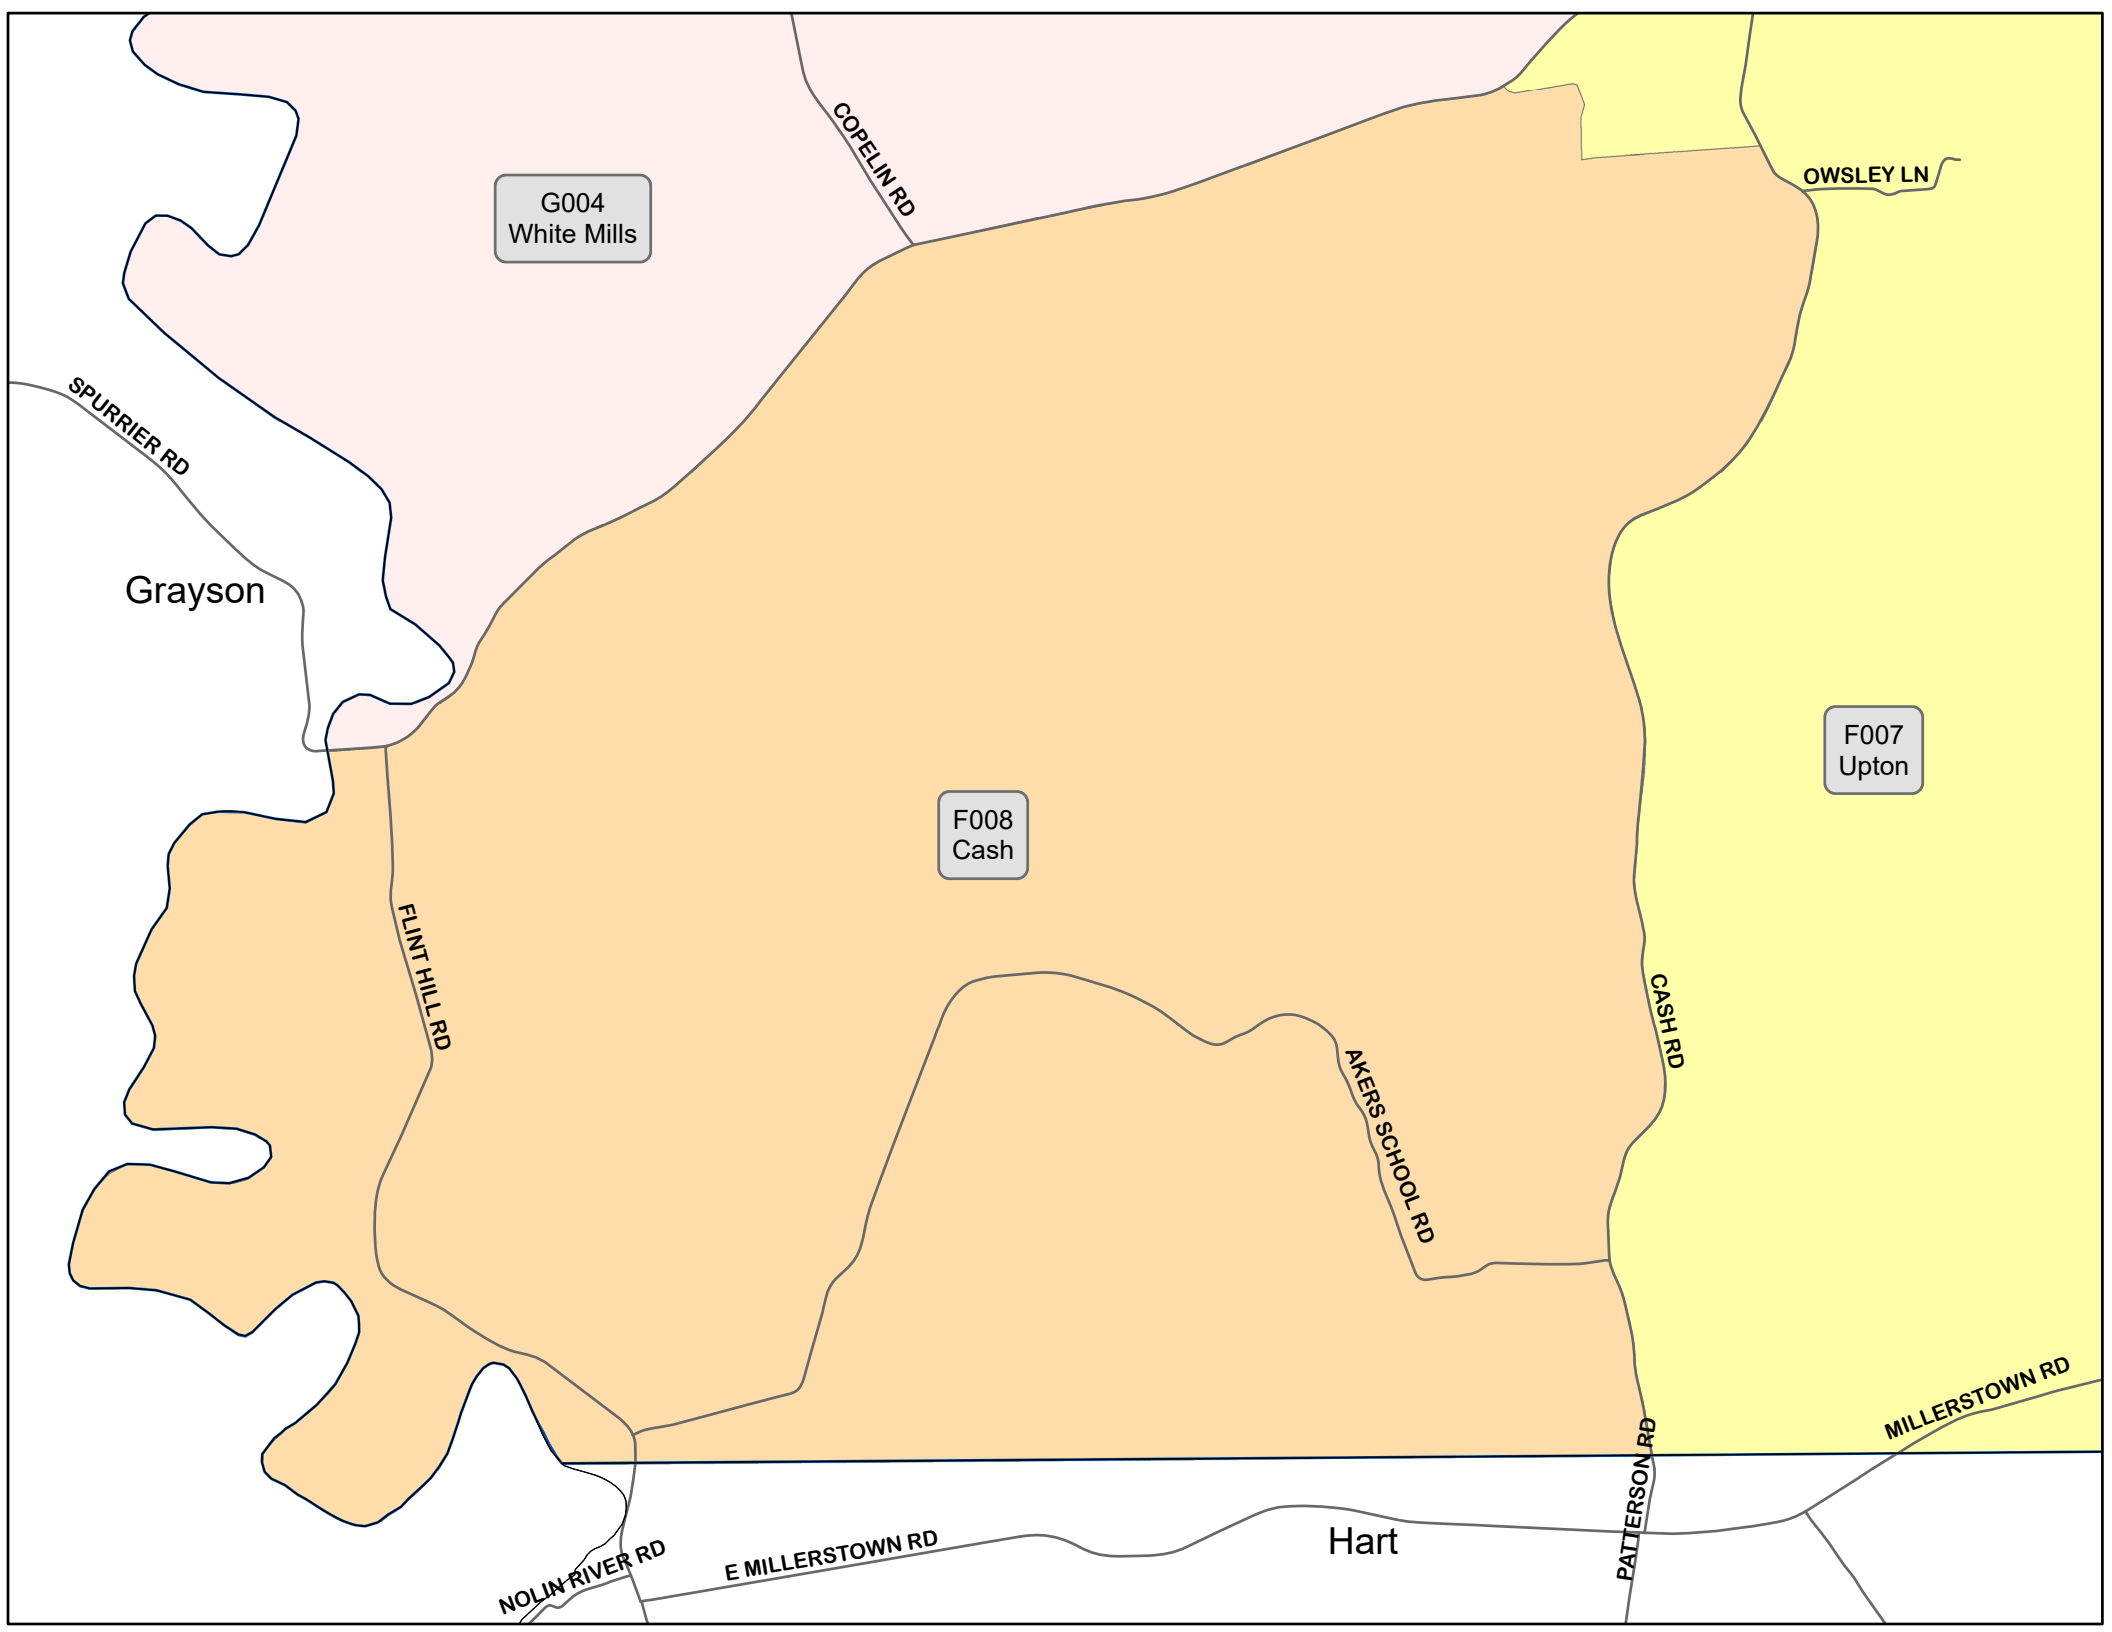 COPELIN RD
OWSLEY LN
G004
White Mills
SPURRIER RD
Grayson
F007
Upton
F008
Cash
FLINT HILL RD
CASH RD
AKERS SCHOOL RD
MILLERSTOWN RD
PATTERSON RD
Hart
E MILLERSTOWN RD
NOLIN RIVER RD